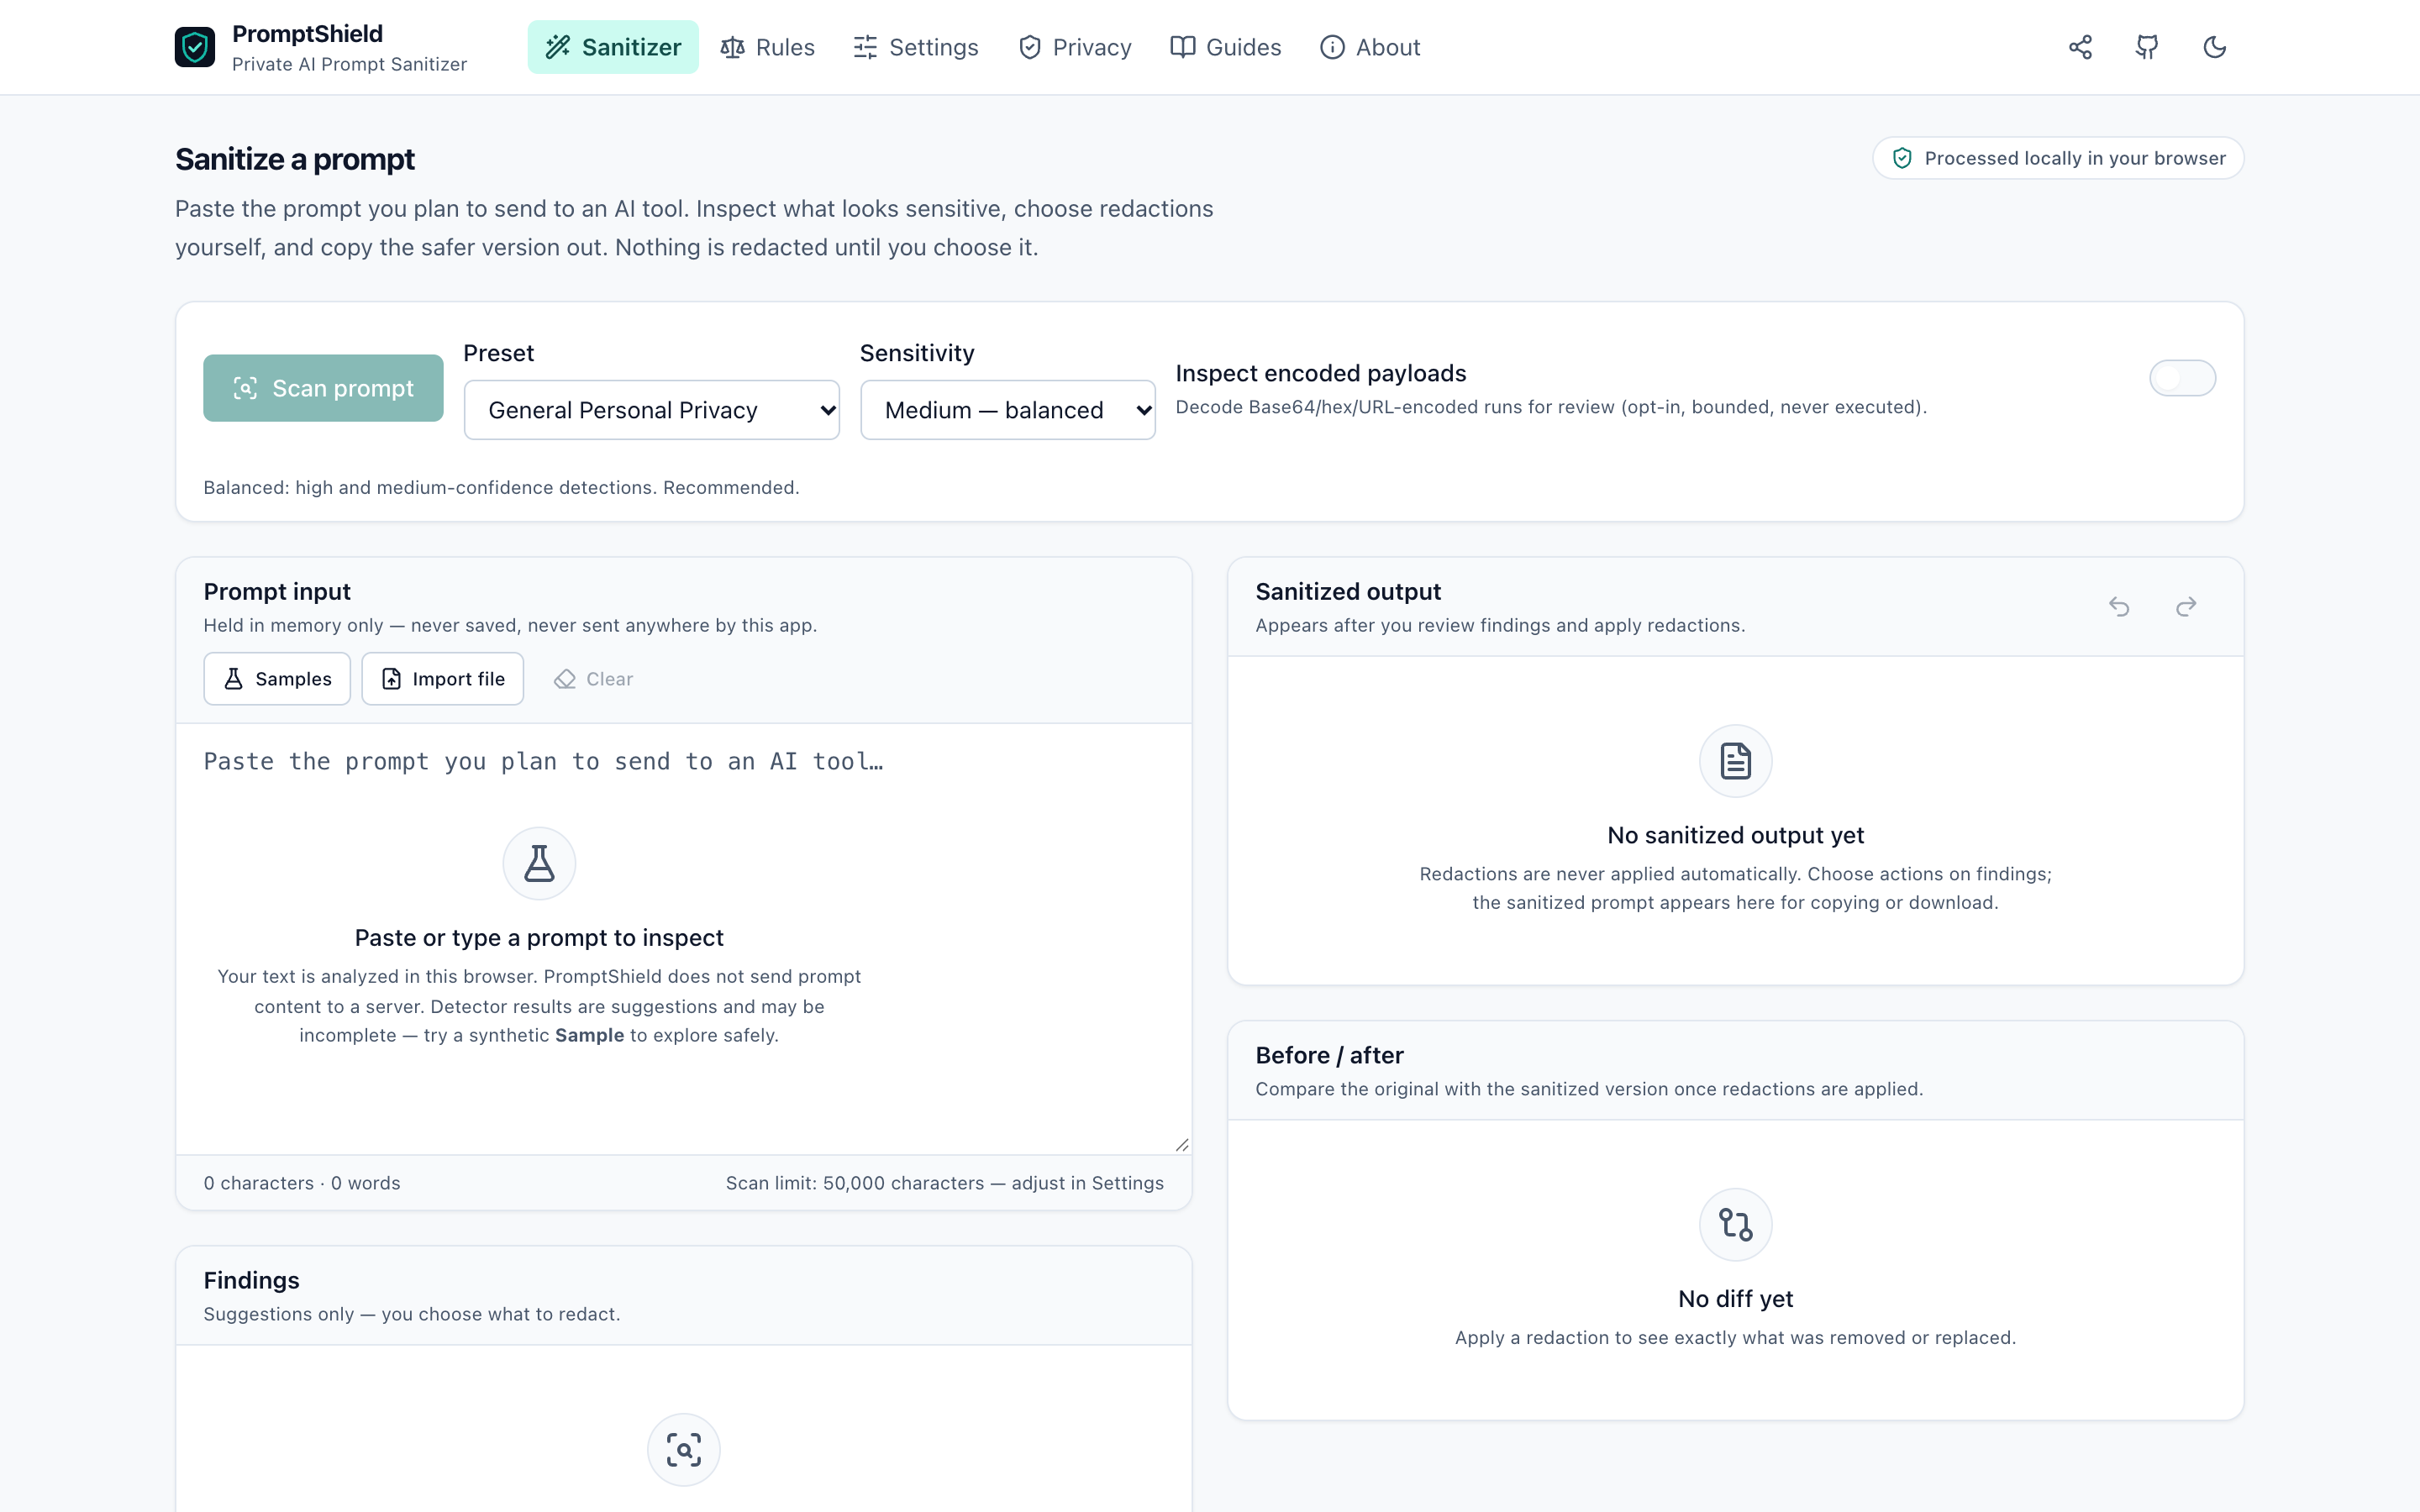 PromptShield
Private AI Prompt Sanitizer
Sanitizer
Rules
Settings
Privacy
Guides
About
Sanitize a prompt
Processed locally in your browser
Paste the prompt you plan to send to an AI tool. Inspect what looks sensitive, choose redactions
yourself, and copy the safer version out. Nothing is redacted until you choose it.
Scan prompt
Preset
General Personal Privacy
Sensitivity
Medium — balanced
Inspect encoded payloads
Decode Base64/hex/URL-encoded runs for review (opt-in, bounded, never executed).
Balanced: high and medium-confidence detections. Recommended.
Prompt input
Held in memory only — never saved, never sent anywhere by this app.
Samples
Import file
Clear
Paste the prompt you plan to send to an AI tool…
Paste or type a prompt to inspect
Your text is analyzed in this browser. PromptShield does not send prompt
content to a server. Detector results are suggestions and may be
incomplete — try a synthetic Sample to explore safely.
0 characters · 0 words
Scan limit: 50,000 characters — adjust in Settings
Findings
Suggestions only — you choose what to redact.
Sanitized output
Appears after you review findings and apply redactions.
No sanitized output yet
Redactions are never applied automatically. Choose actions on findings;
the sanitized prompt appears here for copying or download.
Before / after
Compare the original with the sanitized version once redactions are applied.
No diff yet
Apply a redaction to see exactly what was removed or replaced.